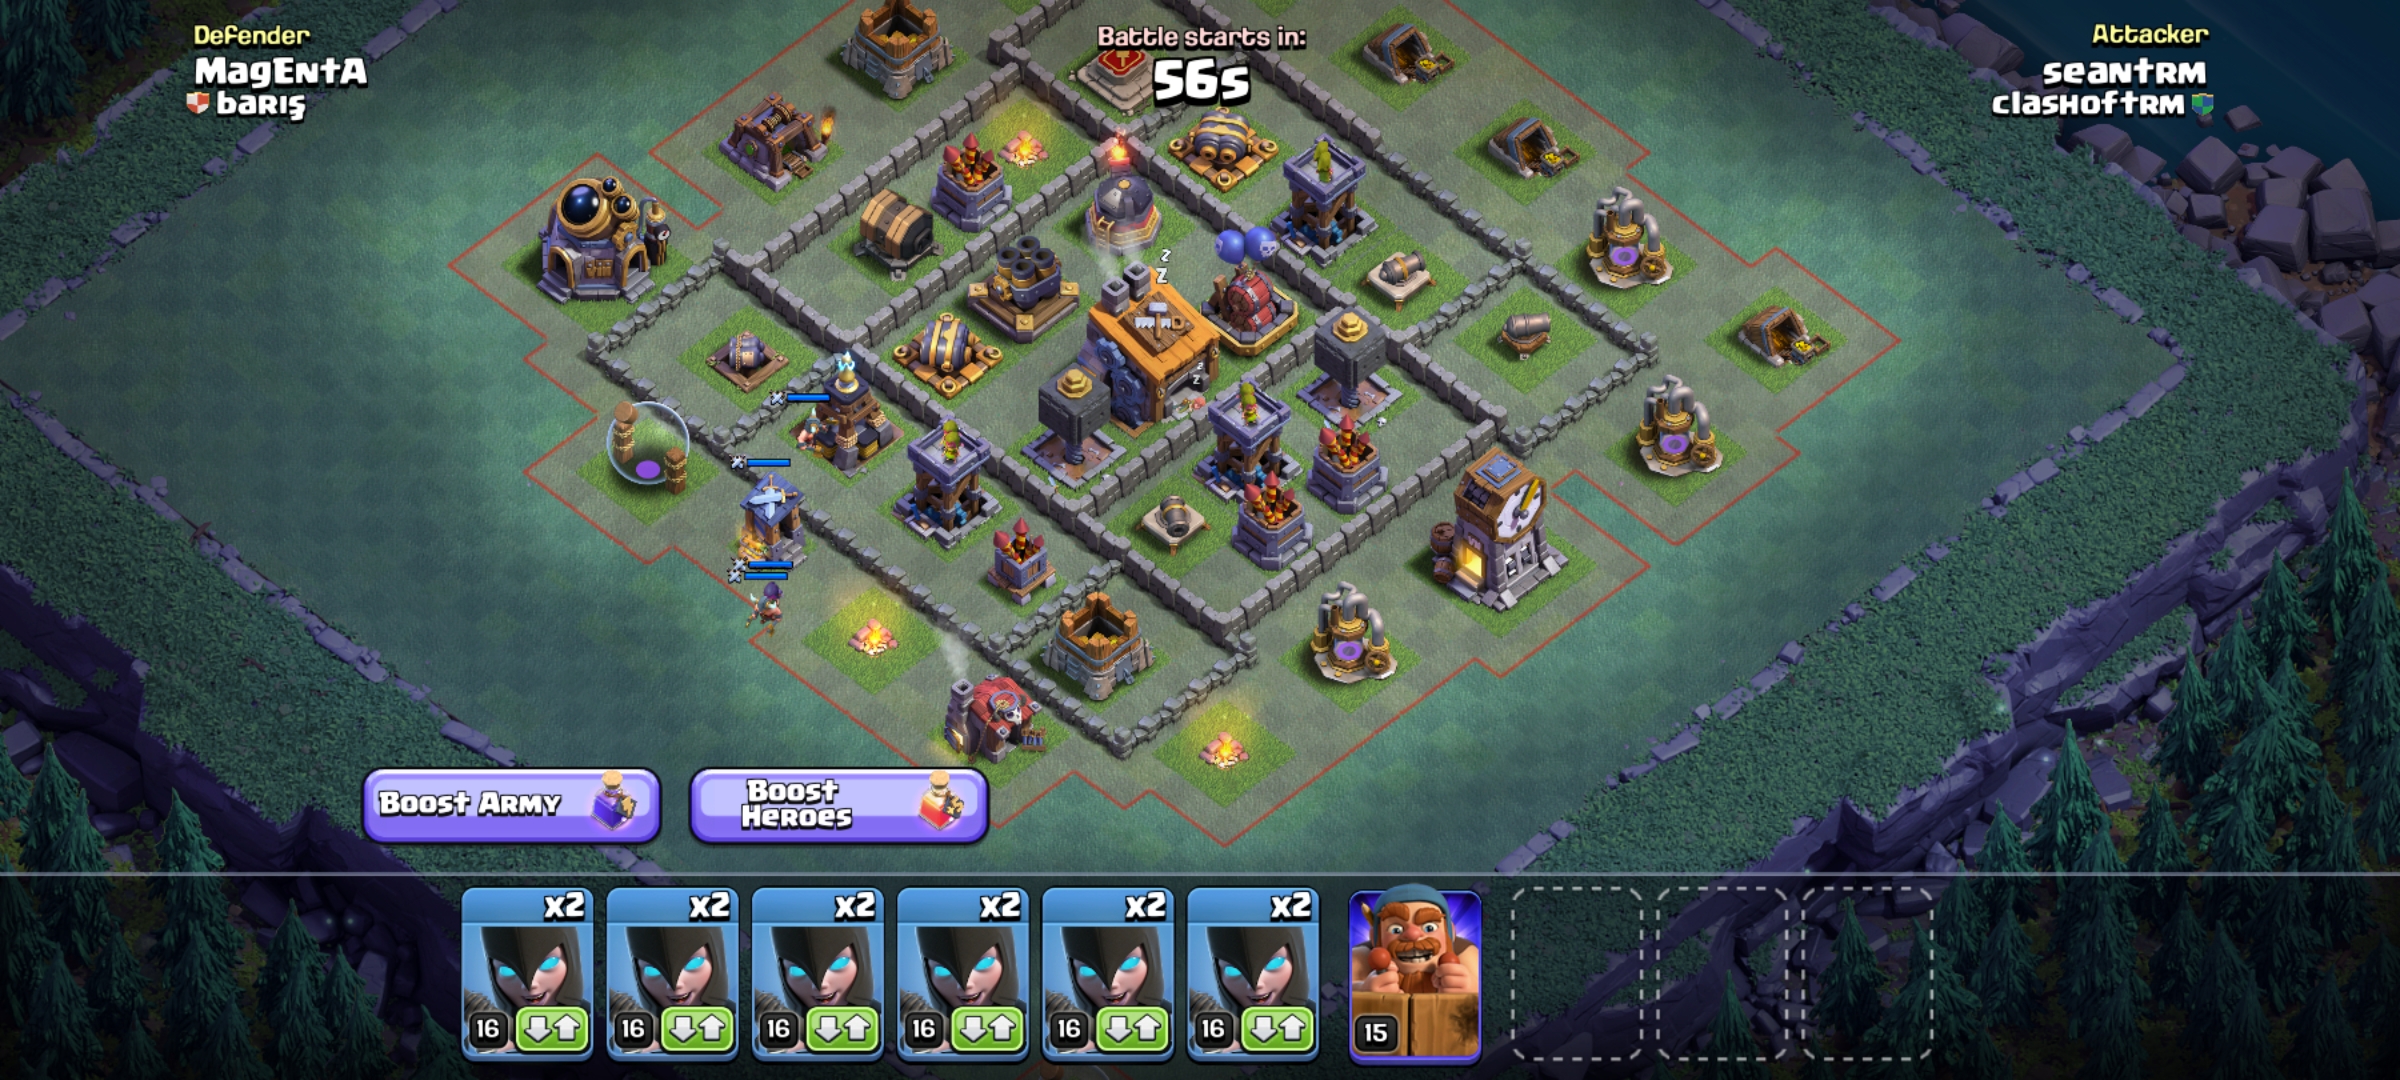 Defender
MagEntA
barış
Battle starts in:
56s
Attacker
seantRM
clashoftRM
z
Z
z
Z
Boost Army
Boost
Heroes
x2
x2
x2
x2
x2
x2
16
16
16
16
16
16
15